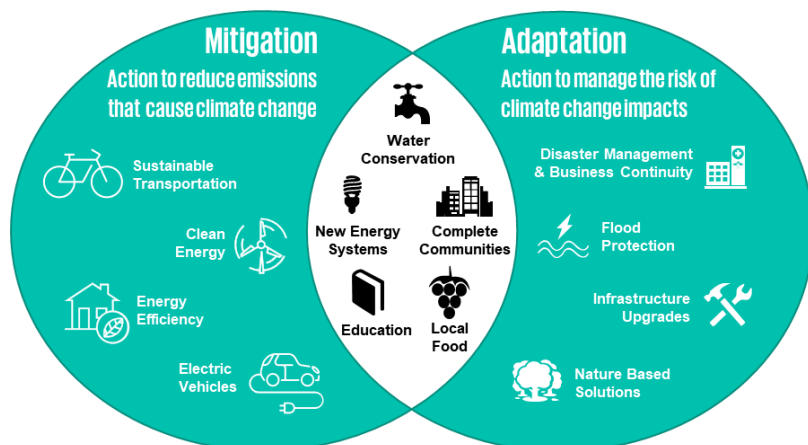 Mitigation
Action to reduce emissions
that cause climate change
Sustainable
Transportation
Clean
Energy
Energy
Efficiency
Electric
Vehicles
Water
Conservation
New Energy
Systems
Complete
Communities
Education
Local
Food
Adaptation
Action to manage the risk of
climate change impacts
Disaster Management
& Business Continuity
Flood
Protection
Infrastructure
Upgrades
Nature Based
Solutions